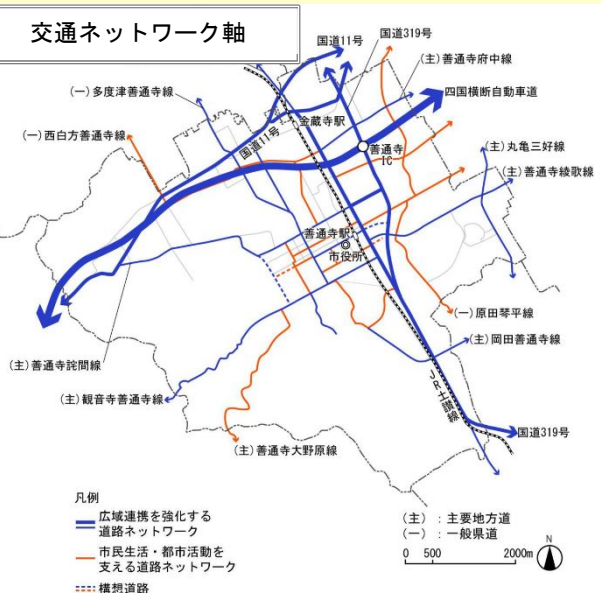 交通ネットワーク軸
国道11号
国道319号
(主)善通寺府中線
(一)多度津善通寺線
四国横断自動車道
(一)西白方善通寺線
金蔵寺駅
国道11号
善通寺
IC
(主)丸亀三好線
(主)善通寺綾歌線
善通寺駅
市役所
(一)原田琴平線
(主)岡田善通寺線
(主)善通寺詫間線
JR土讃線
(主)観音寺善通寺線
国道319号
(主)善通寺大野原線
凡例
広域連携を強化する
道路ネットワーク
市民生活・都市活動を
支える道路ネットワーク
構想道路
(主):主要地方道
(一):一般県道
0 500 2000m
N